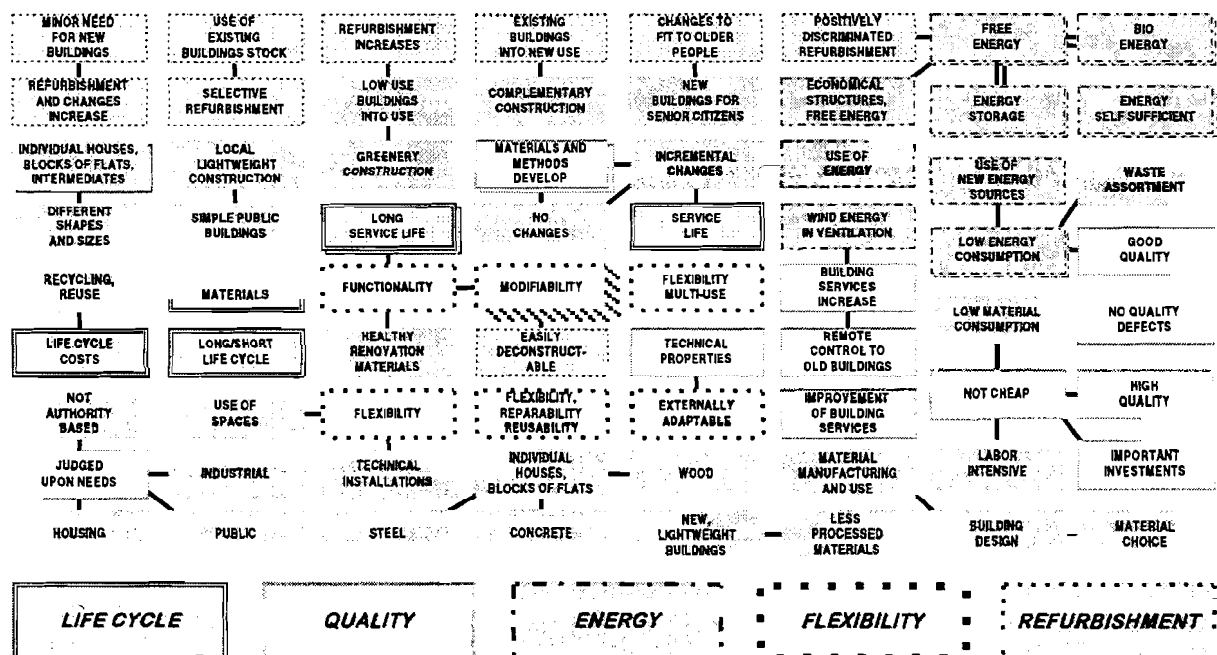 MINOR NEED
FOR NEW
BUILDINGS
USE OF
EXISTING
BUILDINGS STOCK
REFURBISHMENT
INCREASES
EXISTING
BUILDINGS
INTO NEW USE
CHANGES TO
FIT TO OLDER
PEOPLE
POSITIVELY
DISCRIMINATED
REFURBISHMENT
FREE
ENERGY
BIO
ENERGY
REFURBISHMENT
AND CHANGES
INCREASE
SELECTIVE
REFURBISHMENT
LOW USE
BUILDINGS
INTO USE
COMPLEMENTARY
CONSTRUCTION
NEW
BUILDINGS FOR
SENIOR CITIZENS
ECONOMICAL
STRUCTURES,
FREE ENERGY
ENERGY
STORAGE
ENERGY
SELF SUFFICIENT
INDIVIDUAL HOUSES,
BLOCKS OF FLATS,
INTERMEDIATES
LOCAL
LIGHTWEIGHT
CONSTRUCTION
GREENERY
CONSTRUCTION
MATERIALS AND
METHODS
DEVELOP
INCREMENTAL
CHANGES
USE OF
ENERGY
USE OF
NEW ENERGY
SOURCES
WASTE
ASSORTMENT
DIFFERENT
SHAPES
AND SIZES
SIMPLE PUBLIC
BUILDINGS
LONG
SERVICE LIFE
NO
CHANGES
SERVICE
LIFE
WIND ENERGY
IN VENTILATION
LOW ENERGY
CONSUMPTION
GOOD
QUALITY
RECYCLING,
REUSE
MATERIALS
FUNCTIONALITY
MODIFIABILITY
FLEXIBILITY
MULTI-USE
BUILDING
SERVICES
INCREASE
LOW MATERIAL
CONSUMPTION
NO QUALITY
DEFECTS
LIFE CYCLE
COSTS
LONG/SHORT
LIFE CYCLE
HEALTHY
RENOVATION
MATERIALS
EASILY
DECONSTRUCT-
ABLE
TECHNICAL
PROPERTIES
REMOTE
CONTROL TO
OLD BUILDINGS
NOT CHEAP
HIGH
QUALITY
NOT
AUTHORITY
BASED
USE OF
SPACES
FLEXIBILITY
FLEXIBILITY,
REPARABILITY
REUSABILITY
EXTERNALLY
ADAPTABLE
IMPROVEMENT
OF BUILDING
SERVICES
LABOR
INTENSIVE
IMPORTANT
INVESTMENTS
JUDGED
UPON NEEDS
INDUSTRIAL
TECHNICAL
INSTALLATIONS
INDIVIDUAL
HOUSES,
BLOCKS OF FLATS
WOOD
MATERIAL
MANUFACTURING
AND USE
HOUSING
PUBLIC
STEEL
CONCRETE
NEW,
LIGHTWEIGHT
BUILDINGS
LESS
PROCESSED
MATERIALS
BUILDING
DESIGN
MATERIAL
CHOICE
LIFE CYCLE
QUALITY
ENERGY
FLEXIBILITY
REFURBISHMENT